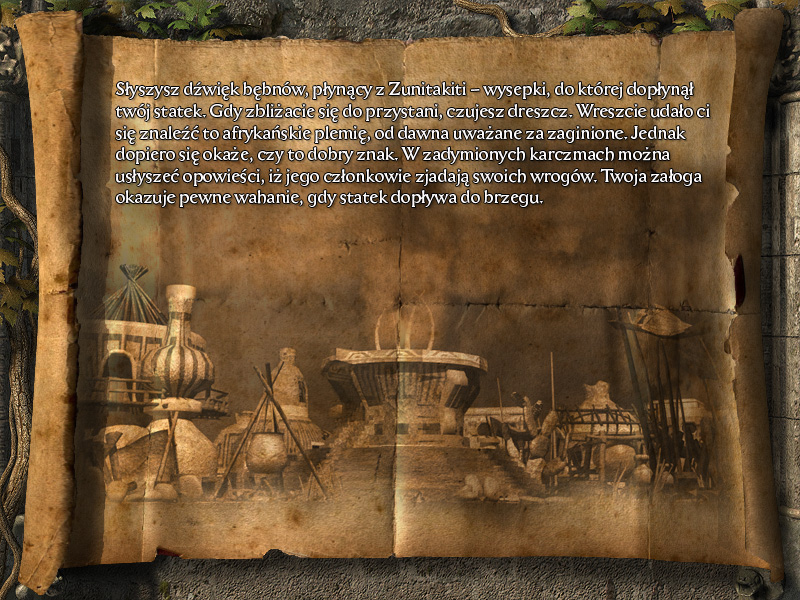 Słyszysz dźwięk bębnów, płynący z Zunitakiti – wysepki, do której dopłynął
twój statek. Gdy zbliżacie się do przystani, czujesz dreszcz. Wreszcie udało ci
się znaleźć to afrykańskie plemię, od dawna uważane za zaginione. Jednak
dopiero się okaże, czy to dobry znak. W zadymionych karczmach można
usłyszeć opowieści, iż jego członkowie zjadają swoich wrogów. Twoja załoga
okazuje pewne wahanie, gdy statek dopływa do brzegu.